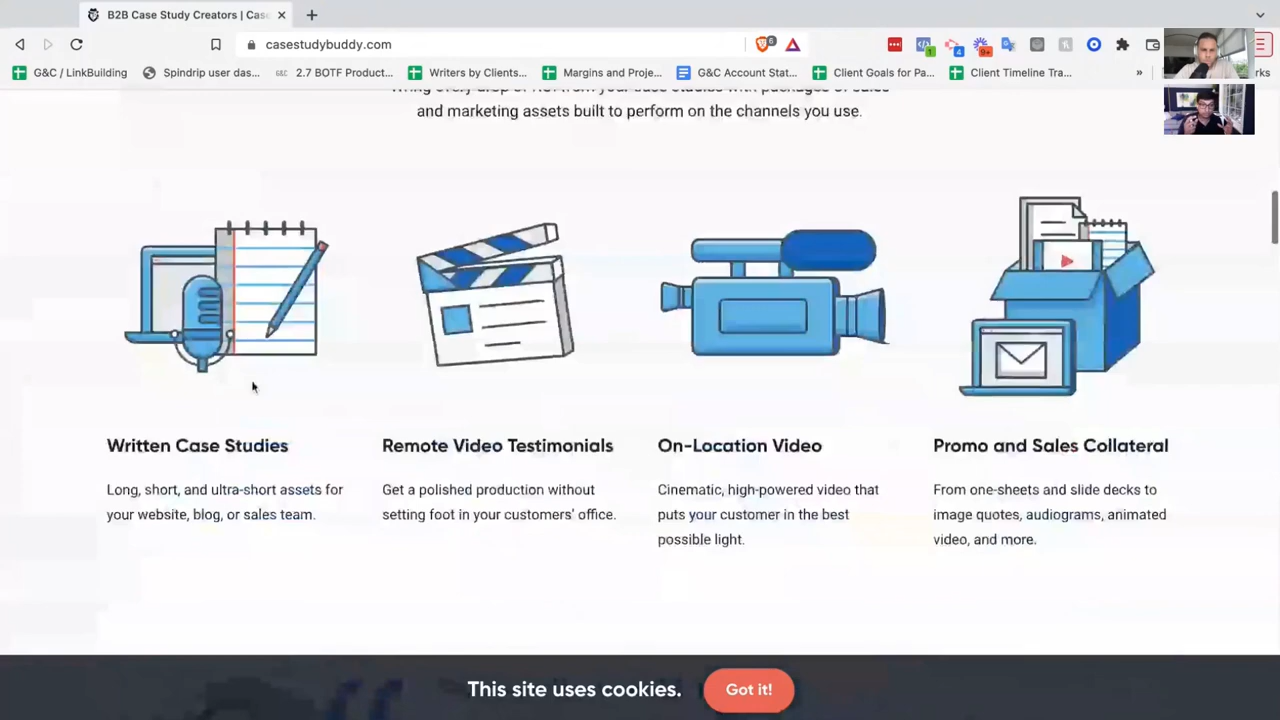 B2B Case Study Creators | Case
casestudybuddy.com
6
1
4
9+
G&C / LinkBuilding
Spindrip user das...
G&C
2.7 BOTF Product...
Writers by Clients...
Margins and Proje...
G&C Account Stat...
Client Goals for Pa...
Client Timeline Tra...
»
and marketing assets built to perform on the channels you use.
Written Case Studies
Long, short, and ultra-short assets for
your website, blog, or sales team.
Remote Video Testimonials
Get a polished production without
setting foot in your customers' office.
On-Location Video
Cinematic, high-powered video that
puts your customer in the best
possible light.
Promo and Sales Collateral
From one-sheets and slide decks to
image quotes, audiograms, animated
video, and more.
This site uses cookies.
Got it!